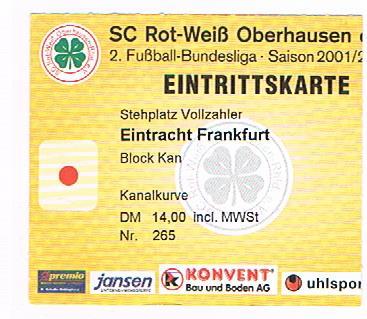 SC Rot-Weiß Oberhausen
2. Fußball-Bundesliga · Saison 2001/2
EINTRITTSKARTE
Stehplatz Vollzahler
Eintracht Frankfurt
Block Kan
Kanalkurve
DM 14,00 incl. MWSt
Nr. 265
premio
jansen
KONVENT
Bau und Boden AG
uhlspor